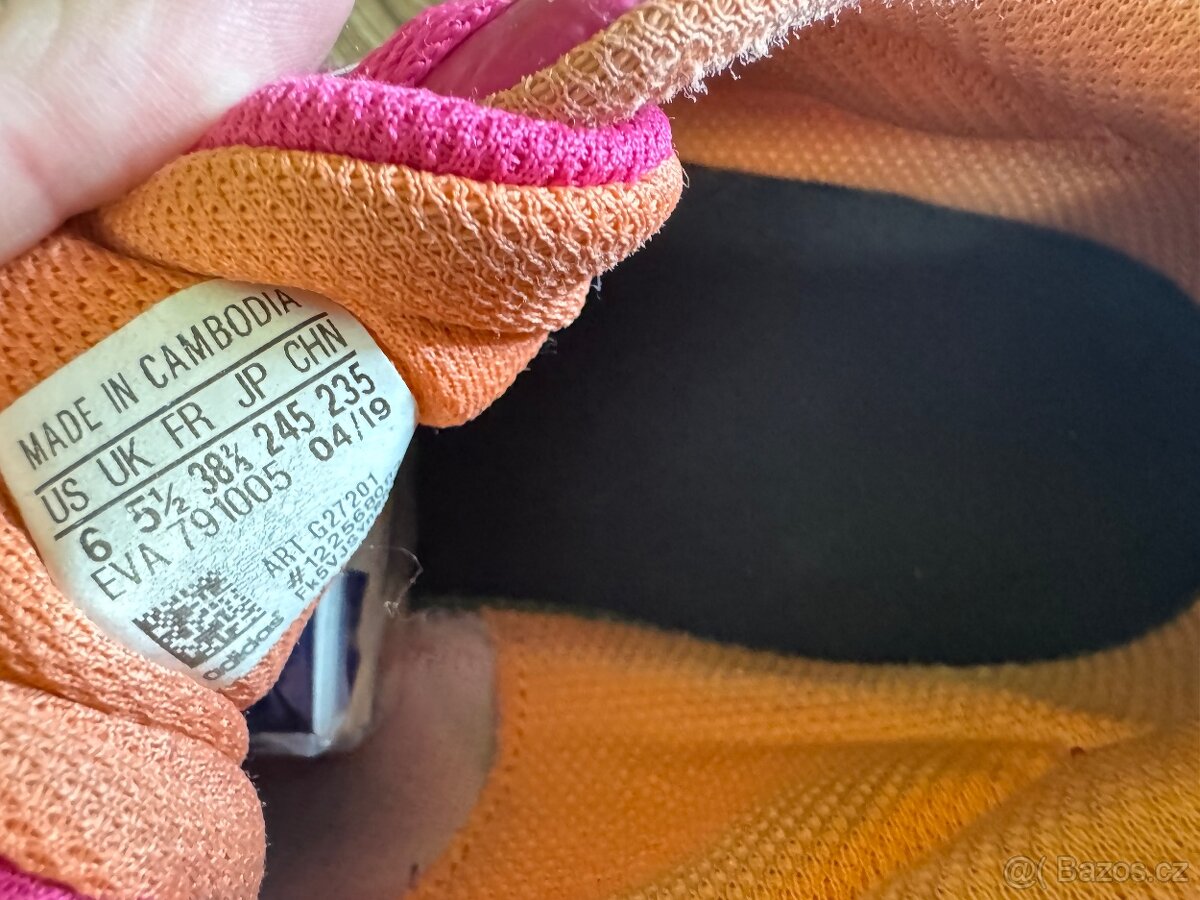 MADE IN CAMBODIA
US UK FR JP CHN
6 5½ 38⅔ 245 235
EVA 791005 04/19
ART G27201
adidas
Bazos.cz